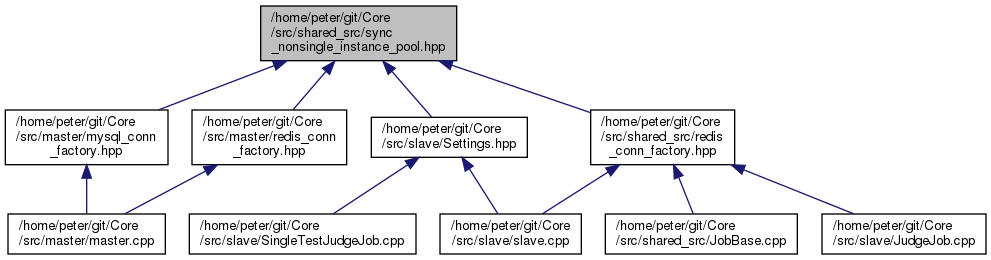 /home/peter/git/Core
/src/shared_src/sync
_nonsingle_instance_pool.hpp
/home/peter/git/Core
/src/master/mysql_conn
_factory.hpp
/home/peter/git/Core
/src/master/redis_conn
_factory.hpp
/home/peter/git/Core
/src/slave/Settings.hpp
/home/peter/git/Core
/src/shared_src/redis
_conn_factory.hpp
/home/peter/git/Core
/src/master/master.cpp
/home/peter/git/Core
/src/slave/SingleTestJudgeJob.cpp
/home/peter/git/Core
/src/slave/slave.cpp
/home/peter/git/Core
/src/shared_src/JobBase.cpp
/home/peter/git/Core
/src/slave/JudgeJob.cpp